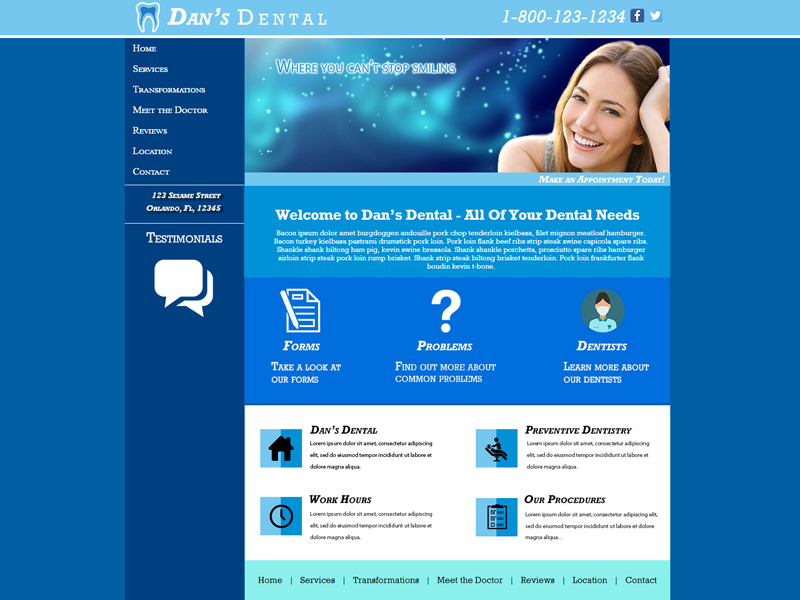 Dan's Dental
1-800-123-1234
Home
Services
Transformations
Meet the Doctor
Reviews
Location
Contact
123 Sesame Street
Orlando, Fl, 12345
Testimonials
Where you can't stop smiling
Make an Appointment Today!
Welcome to Dan's Dental - All Of Your Dental Needs
Bacon ipsum dolor amet burgdoggen andouille pork chop tenderloin kielbasa, filet mignon meatloaf hamburger.
Bacon turkey kielbasa pastrami drumstick pork loin. Pork loin flank beef ribs strip steak swine capicola spare ribs.
Shankle shank biltong ham pig, kevin swine bresaola. Shank shankle porchetta, prosciutto spare ribs hamburger
sirloin strip steak pork loin rump brisket. Shank strip steak biltong brisket tenderloin. Pork loin frankfurter flank
boudin kevin t-bone.
Forms
Take a look at
our forms
Problems
Find out more about
common problems
Dentists
Learn more about
our dentists
Dan's Dental
Lorem ipsum dolor sit amet, consectetur adipiscing
elit, sed do eiusmod tempor incididunt ut labore et
dolore magna aliqua.
Preventive Dentistry
Lorem ipsum dolor sit amet, consectetur adipiscing
elit, sed do eiusmod tempor incididunt ut labore et
dolore magna aliqua.
Work Hours
Lorem ipsum dolor sit amet, consectetur adipiscing
elit, sed do eiusmod tempor incididunt ut labore et
dolore magna aliqua.
Our Procedures
Lorem ipsum dolor sit amet, consectetur adipiscing elit,
sed do eiusmod tempor incididunt ut labore et dolore
magna aliqua. .
Home | Services | Transformations | Meet the Doctor | Reviews | Location | Contact